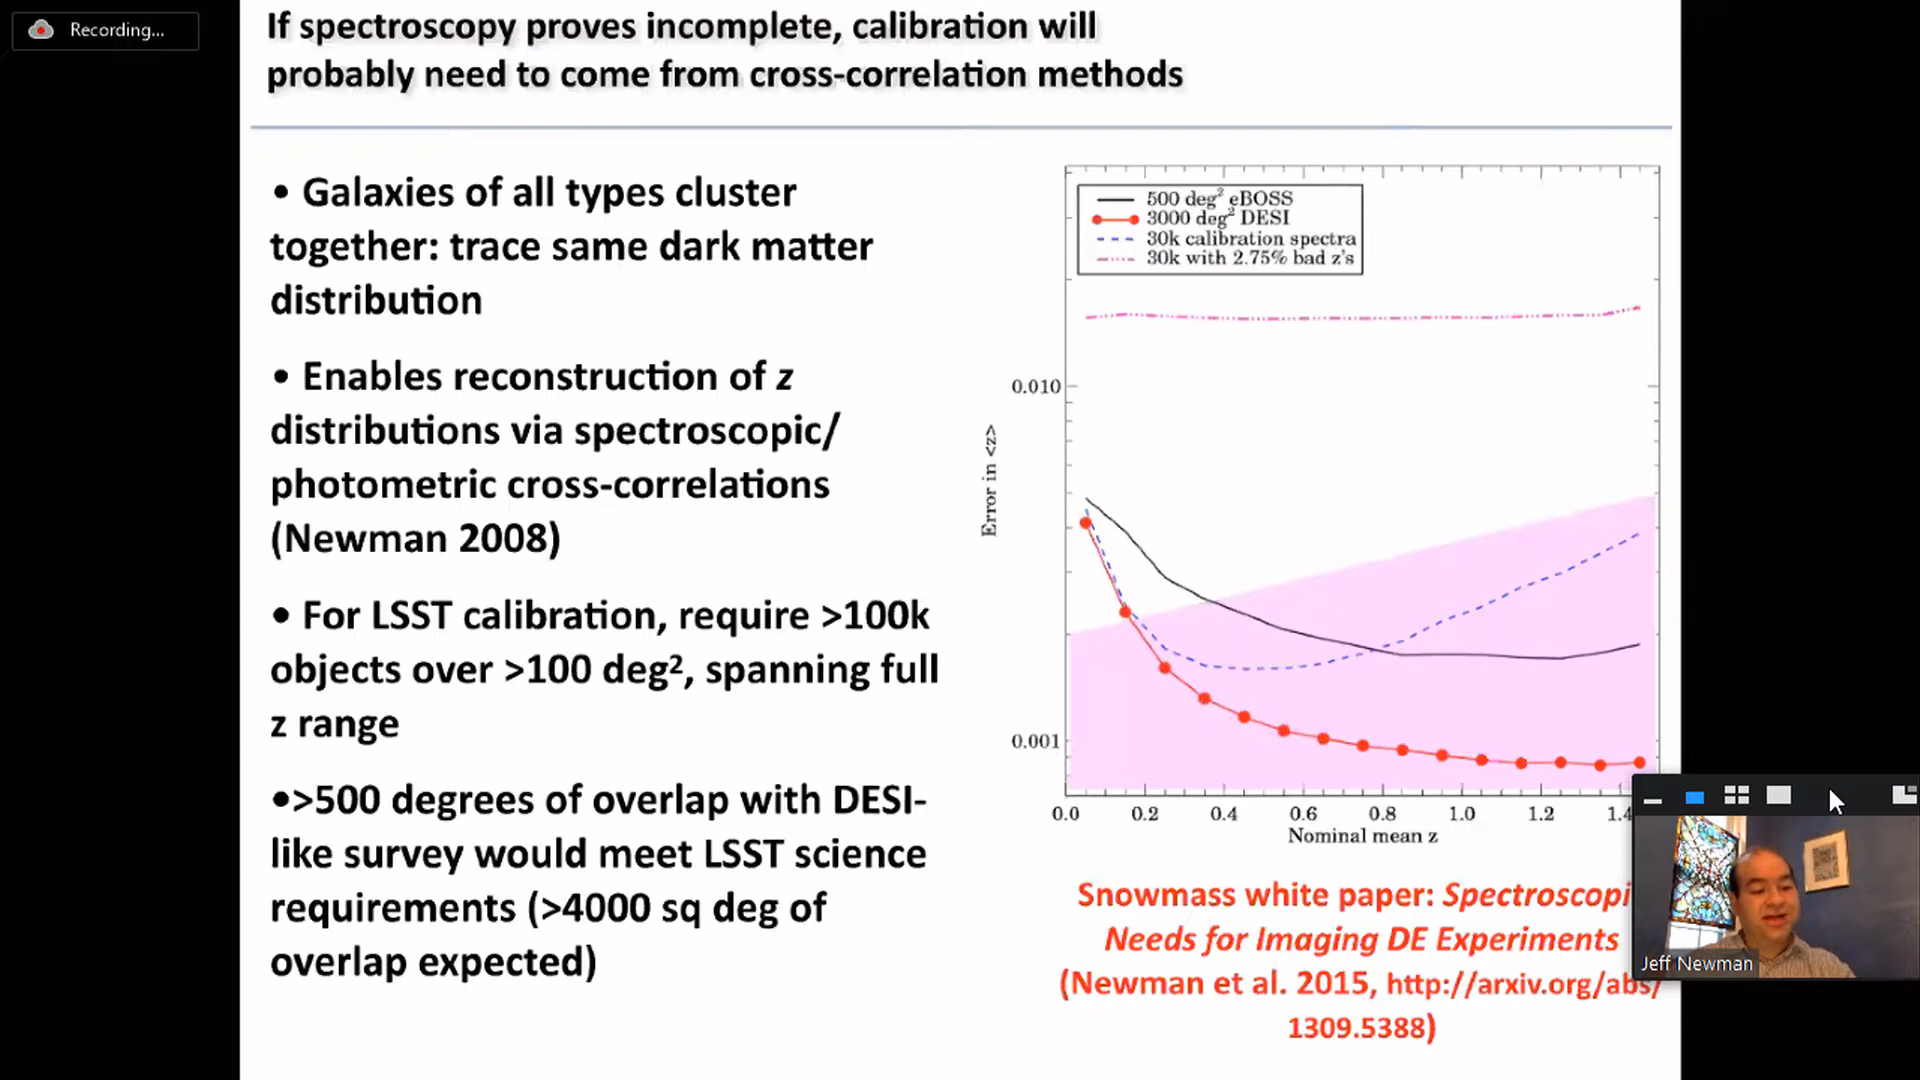 Recording...
If spectroscopy proves incomplete, calibration will
probably need to come from cross-correlation methods
• Galaxies of all types cluster
together: trace same dark matter
distribution
• Enables reconstruction of z
distributions via spectroscopic/
photometric cross-correlations
(Newman 2008)
• For LSST calibration, require >100k
objects over >100 deg², spanning full
z range
•>500 degrees of overlap with DESI-
like survey would meet LSST science
requirements (>4000 sq deg of
overlap expected)
500 deg² eBOSS
3000 deg² DESI
30k calibration spectra
30k with 2.75% bad z's
0.010
0.001
Error in <z>
0.0 0.2 0.4 0.6 0.8 1.0 1.2 1.4
Nominal mean z
Snowmass white paper: Spectroscopi
Needs for Imaging DE Experiments
(Newman et al. 2015, http://arxiv.org/abs/
1309.5388)
Jeff Newman